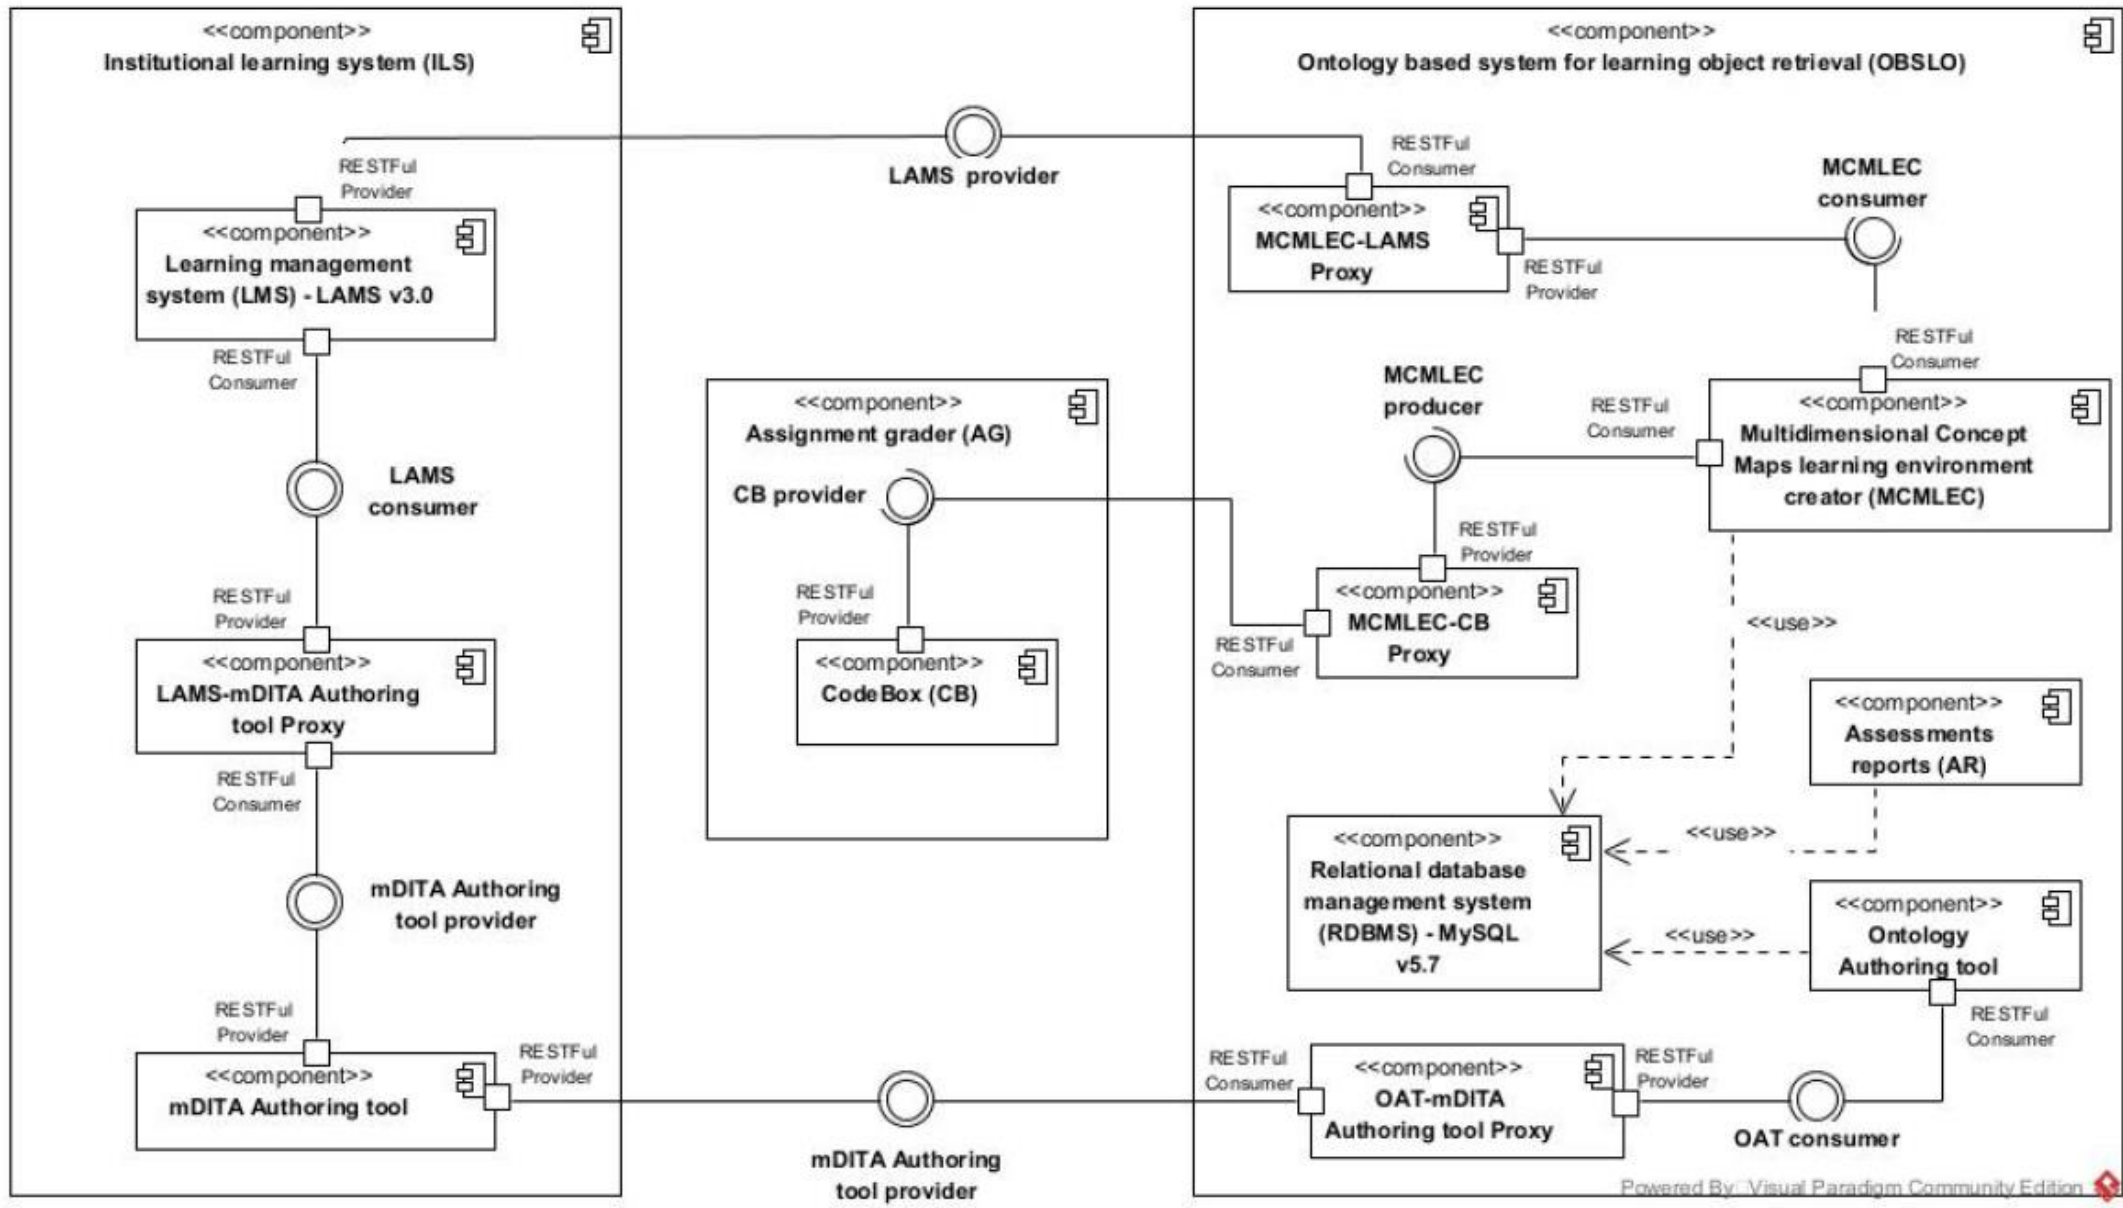 <<component>>
Institutional learning system (ILS)
<<component>>
Ontology based system for learning object retrieval (OBSLO)
LAMS provider
RESTFul
Provider
<<component>>
Learning management
system (LMS) - LAMS v3.0
RESTFul
Consumer
LAMS
consumer
RESTFul
Provider
<<component>>
LAMS-mDITA Authoring
tool Proxy
RESTFul
Consumer
mDITA Authoring
tool provider
RESTFul
Provider
<<component>>
mDITA Authoring tool
RESTFul
Provider
mDITA Authoring
tool provider
<<component>>
Assignment grader (AG)
CB provider
RESTFul
Provider
<<component>>
CodeBox (CB)
RESTFul
Consumer
<<component>>
MCMLEC-LAMS
Proxy
RESTFul
Provider
MCMLEC
consumer
RESTFul
Consumer
MCMLEC
producer
RESTFul
Consumer
<<component>>
Multidimensional Concept
Maps learning environment
creator (MCMLEC)
RESTFul
Provider
<<component>>
MCMLEC-CB
Proxy
RESTFul
Consumer
<<use>>
<<component>>
Assessments
reports (AR)
<<use>>
<<component>>
Relational database
management system
(RDBMS) - MySQL
v5.7
<<use>>
<<component>>
Ontology
Authoring tool
RESTFul
Consumer
RESTFul
Consumer
<<component>>
OAT-mDITA
Authoring tool Proxy
RESTFul
Provider
OAT consumer
Powered By Visual Paradigm Community Edition